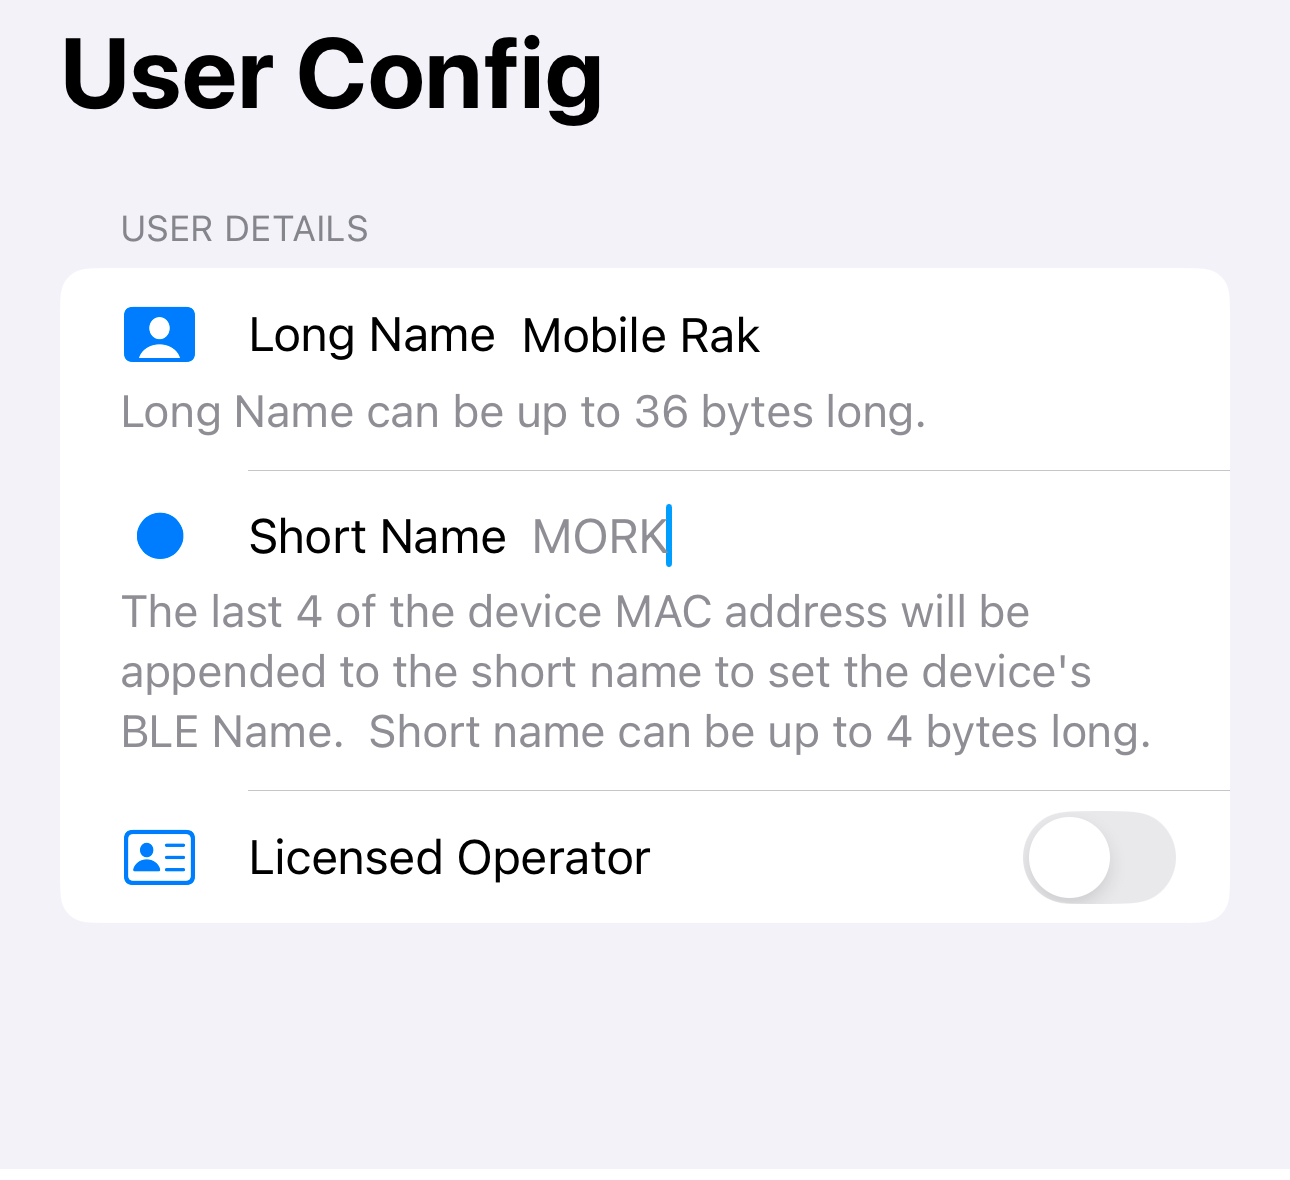 User Config
USER DETAILS
Long Name  Mobile Rak
Long Name can be up to 36 bytes long.
Short Name  MORK
The last 4 of the device MAC address will be
appended to the short name to set the device's
BLE Name.  Short name can be up to 4 bytes long.
Licensed Operator